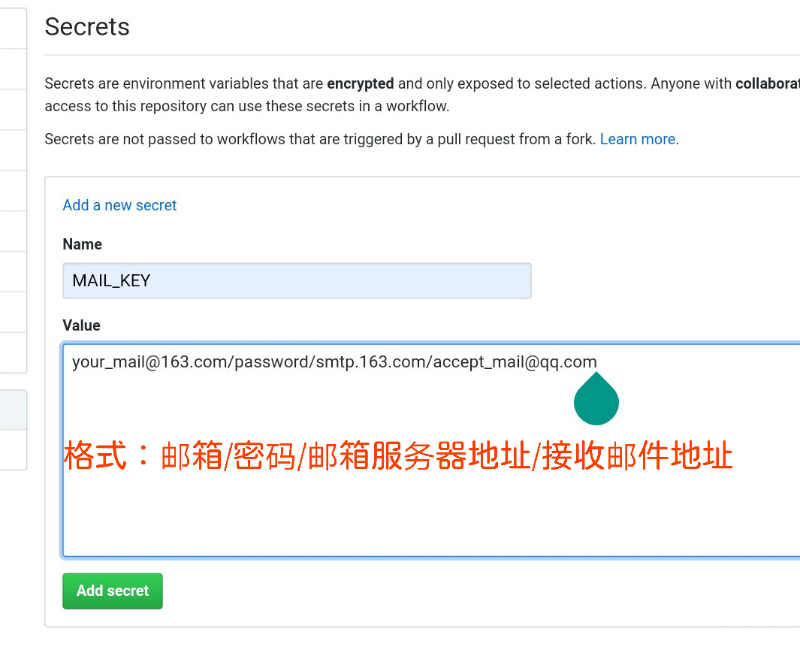 Secrets
Secrets are environment variables that are encrypted and only exposed to selected actions. Anyone with collaborat
access to this repository can use these secrets in a workflow.
Secrets are not passed to workflows that are triggered by a pull request from a fork. Learn more.
Add a new secret
Name
MAIL_KEY
Value
your_mail@163.com/password/smtp.163.com/accept_mail@qq.com
格式：邮箱/密码/邮箱服务器地址/接收邮件地址
Add secret